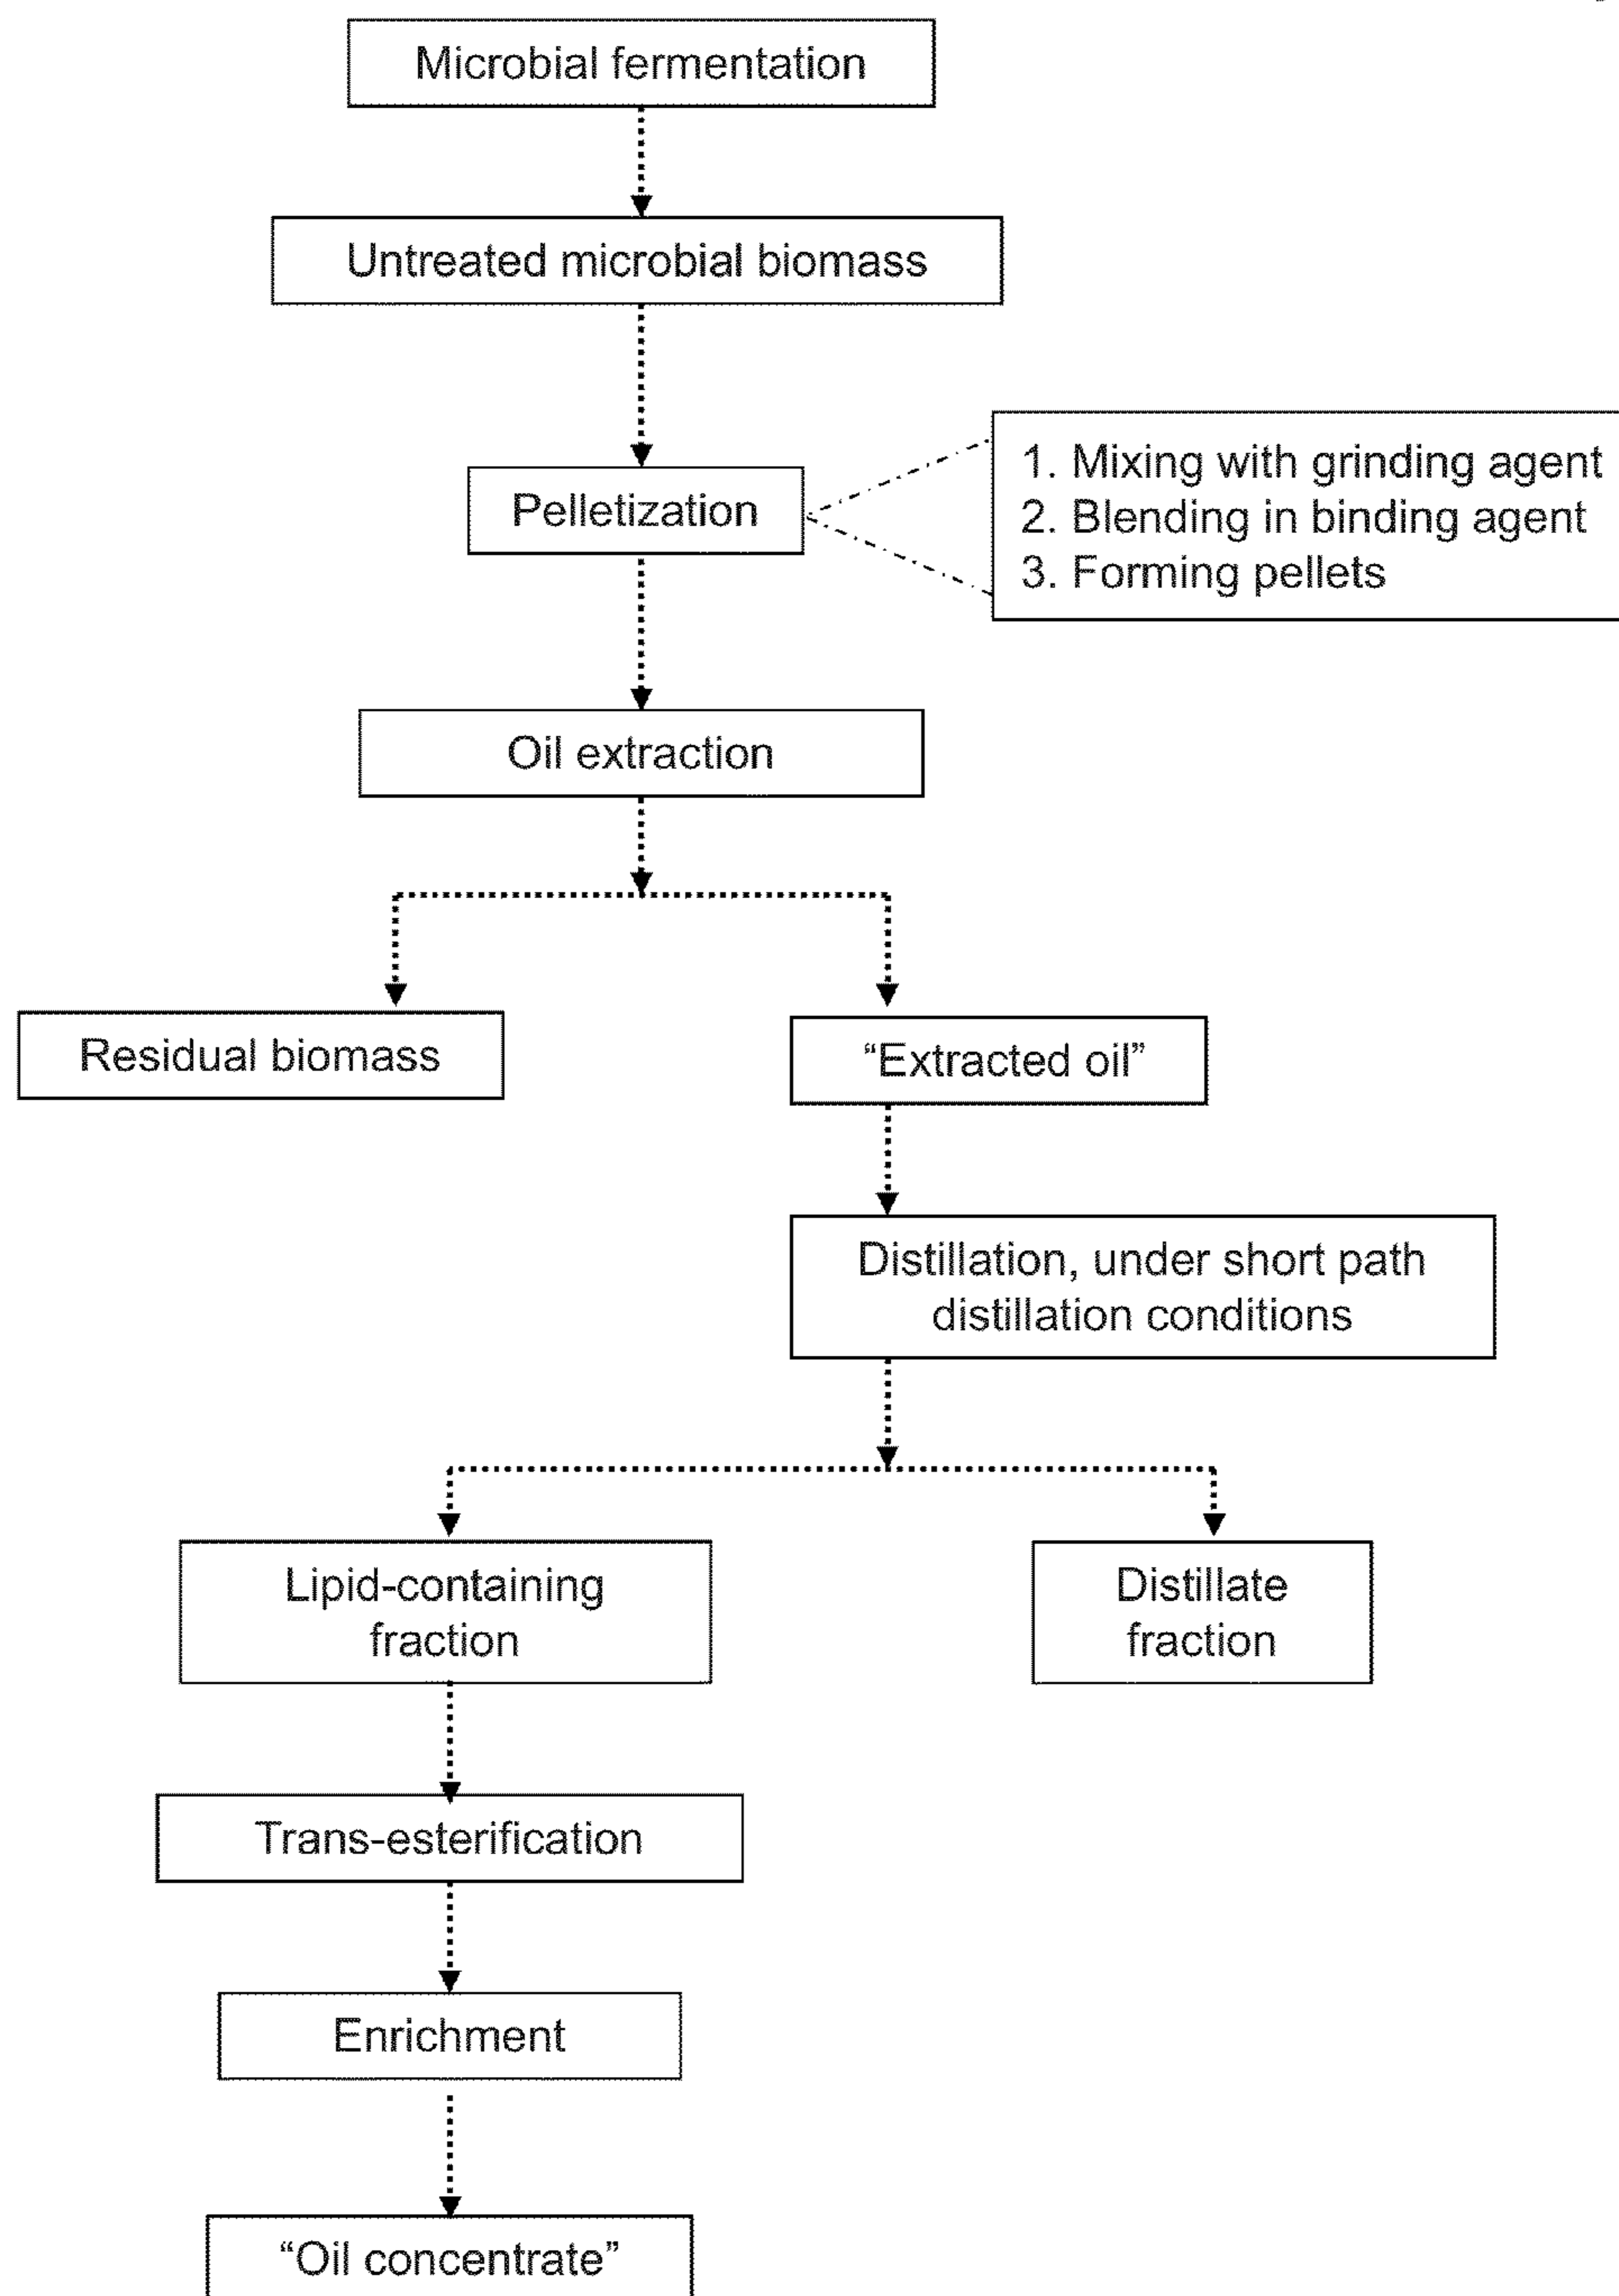 Microbial fermentation
Untreated microbial biomass
Pelletization
1. Mixing with grinding agent
2. Blending in binding agent
3. Forming pellets
Oil extraction
Residual biomass
“Extracted oil”
Distillation, under short path
distillation conditions
Lipid-containing
fraction
Distillate
fraction
Trans-esterification
Enrichment
“Oil concentrate”